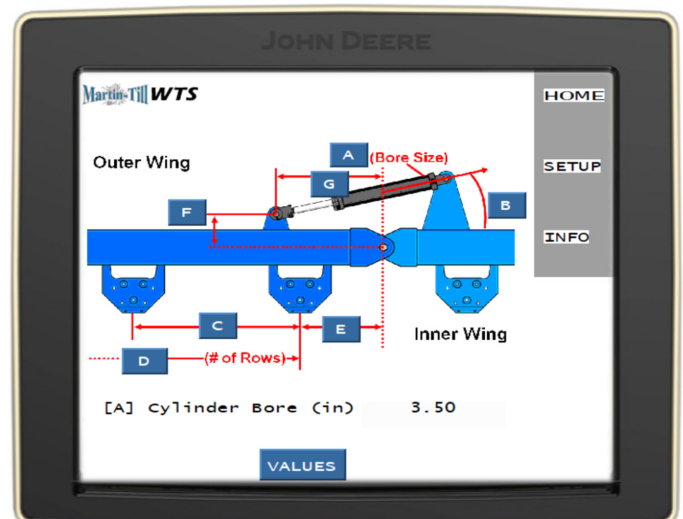 JOHN DEERE
Martin-Till WTS
HOME
Outer Wing
A (Bore Size)
SETUP
G
F
B
INFO
C
E
Inner Wing
D (# of Rows)
[A] Cylinder Bore (in) 3.50
VALUES